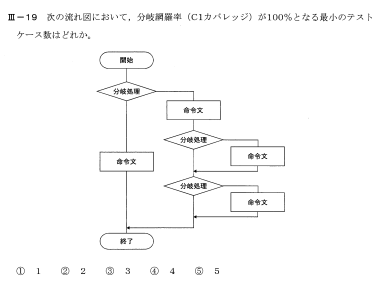 Ⅲ－19　次の流れ図において，分岐網羅率（C1カバレッジ）が100％となる最小のテスト
ケース数はどれか。
開始
分岐処理
命令文
分岐処理
命令文
命令文
分岐処理
命令文
終了
①　1　②　2　③　3　④　4　⑤　5